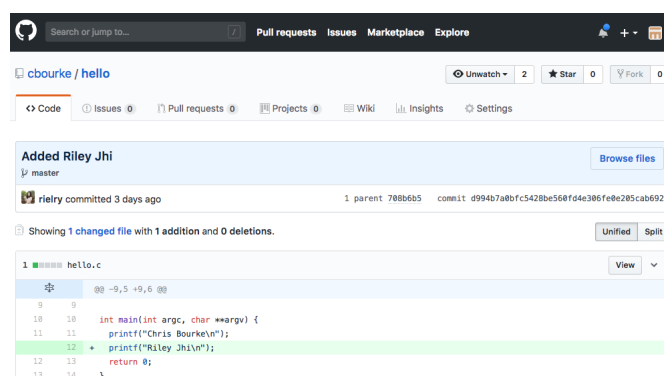 Search or jump to... / Pull requests Issues Marketplace Explore
cbourke / hello Unwatch 2 Star 0 Fork 0
<> Code Issues 0 Pull requests 0 Projects 0 Wiki Insights Settings
Added Riley Jhi Browse files
master
rielry committed 3 days ago 1 parent 708b6b5 commit d994b7a0bfc5428be560fd4e306fe0e205cab692
Showing 1 changed file with 1 addition and 0 deletions. Unified Split
1 hello.c View
@@ -9,5 +9,6 @@
9 9
10 10 int main(int argc, char **argv) {
11 11 printf("Chris Bourke\n");
12 + printf("Riley Jhi\n");
12 13 return 0;
13 14 }